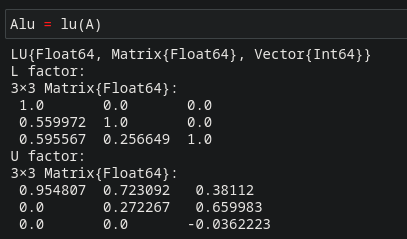 Alu = lu(A)
LU{Float64, Matrix{Float64}, Vector{Int64}}
L factor:
3×3 Matrix{Float64}:
1.0 0.0 0.0
0.559972 1.0 0.0
0.595567 0.256649 1.0
U factor:
3×3 Matrix{Float64}:
0.954807 0.723092 0.38112
0.0 0.272267 0.659983
0.0 0.0 -0.0362223